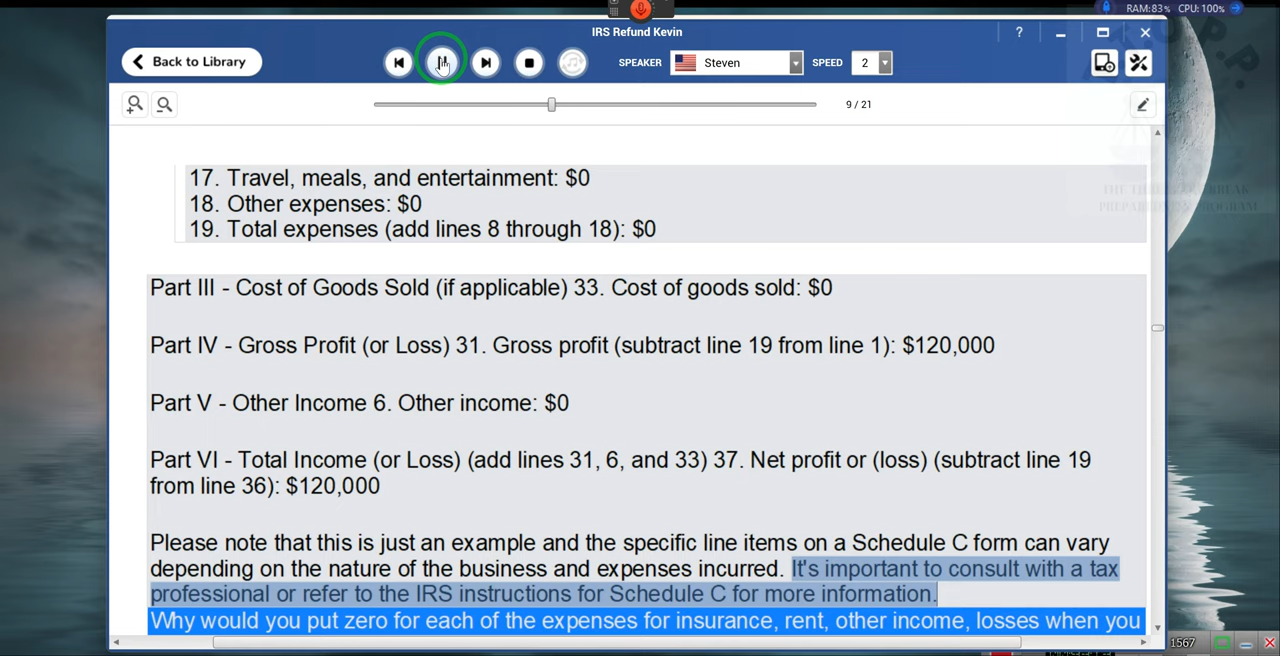 RAM:83% CPU:100%
IRS Refund Kevin
Back to Library
SPEAKER Steven SPEED 2
9 / 21
17. Travel, meals, and entertainment: $0
18. Other expenses: $0
19. Total expenses (add lines 8 through 18): $0
Part III - Cost of Goods Sold (if applicable) 33. Cost of goods sold: $0
Part IV - Gross Profit (or Loss) 31. Gross profit (subtract line 19 from line 1): $120,000
Part V - Other Income 6. Other income: $0
Part VI - Total Income (or Loss) (add lines 31, 6, and 33) 37. Net profit or (loss) (subtract line 19
from line 36): $120,000
Please note that this is just an example and the specific line items on a Schedule C form can vary
depending on the nature of the business and expenses incurred. It's important to consult with a tax
professional or refer to the IRS instructions for Schedule C for more information.
Why would you put zero for each of the expenses for insurance, rent, other income, losses when you
1567